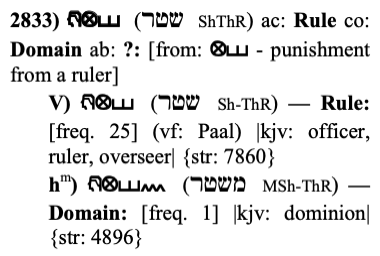 2833) (שטר ShThR) ac: Rule co:
Domain ab: ?: [from: - punishment
from a ruler]
V) (שטר Sh-ThR) — Rule:
[freq. 25] (vf: Paal) |kjv: officer,
ruler, overseer| {str: 7860}
hᵐ) (משטר MSh-ThR) —
Domain: [freq. 1] |kjv: dominion|
{str: 4896}